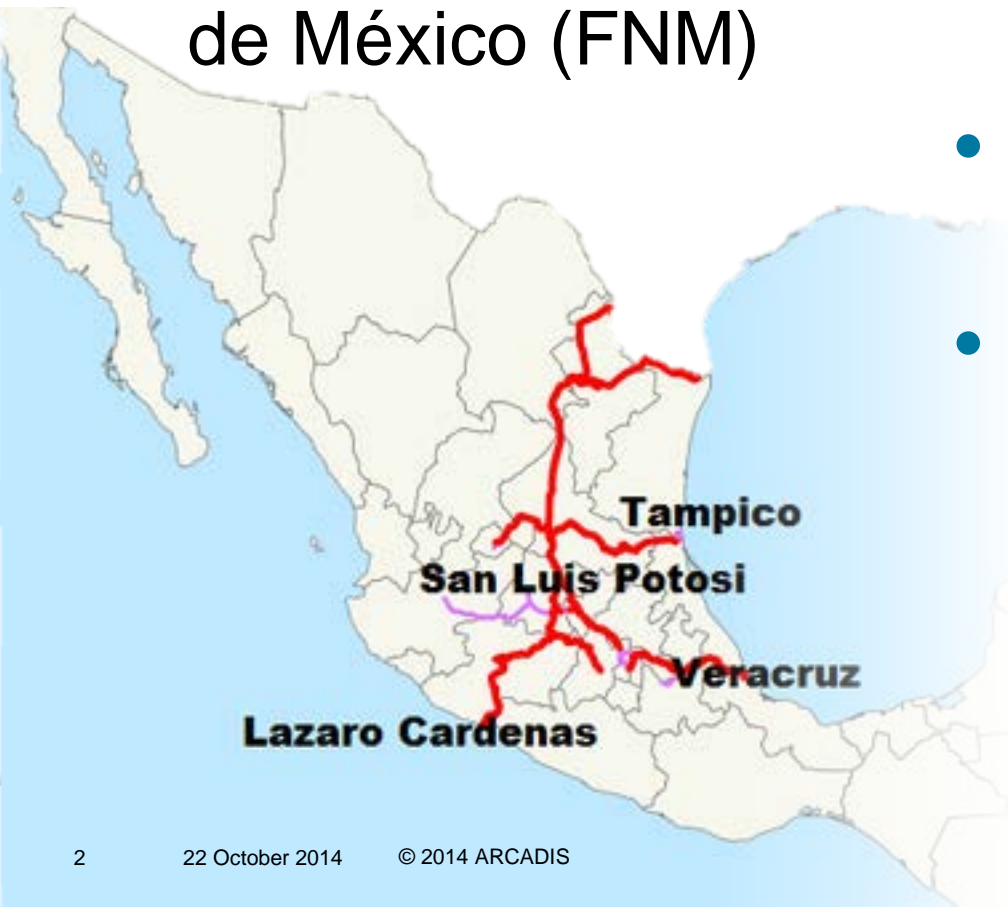 de México (FNM)
Tampico
San Luis Potosi
Veracruz
Lazaro Cardenas
2 22 October 2014 © 2014 ARCADIS